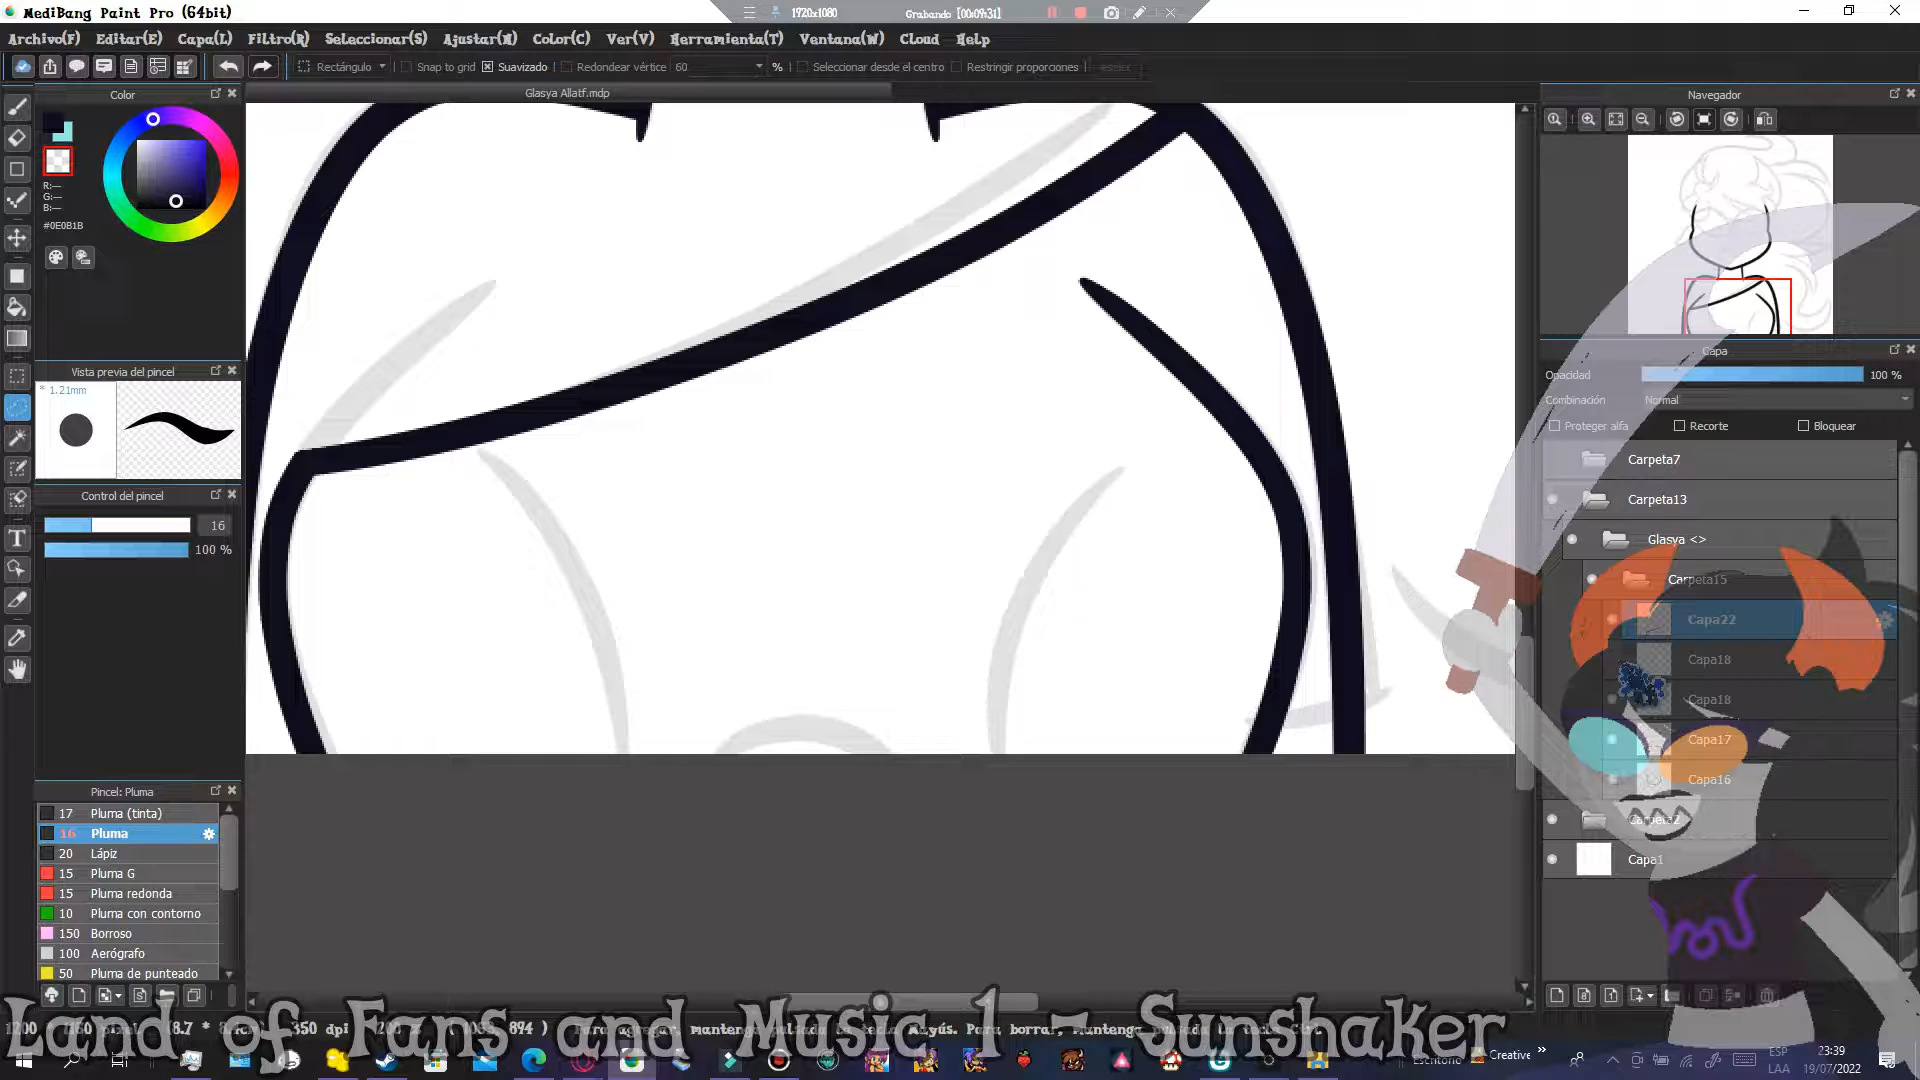 MediBang Paint Pro (64bit)
1920x1080
Grabando [00:09:31]
Archivo(F) Editar(E) Capa(L) Filtro(R) Seleccionar(S) Ajustar(A) Color(C) Ver(V) Herramienta(T) Ventana(W) Cloud Help
Rectángulo Snap to grid Suavizado Redondear vértice 60 % Seleccionar desde el centro Restringir proporciones
Color
Glasya Allatf.mdp
Navegador
R:---
G:---
B:---
#0E0B1B
Vista previa del pincel
* 1.21mm
Control del pincel
16
100 %
Capa
Opacidad 100 %
Combinación Normal
Proteger alfa Recorte Bloquear
Carpeta7
Carpeta13
Glasya <>
Carpeta15
Capa22
Capa18
Capa18
Capa17
Capa16
Carpeta2
Capa1
Pincel: Pluma
17 Pluma (tinta)
16 Pluma
20 Lápiz
15 Pluma G
15 Pluma redonda
10 Pluma con contorno
150 Borroso
100 Aerógrafo
50 Pluma de punteado
Land of Fans and Music 1 - Sunshaker
350 dpi
Escritorio
Creative
ESP
LAA
23:39
19/07/2022